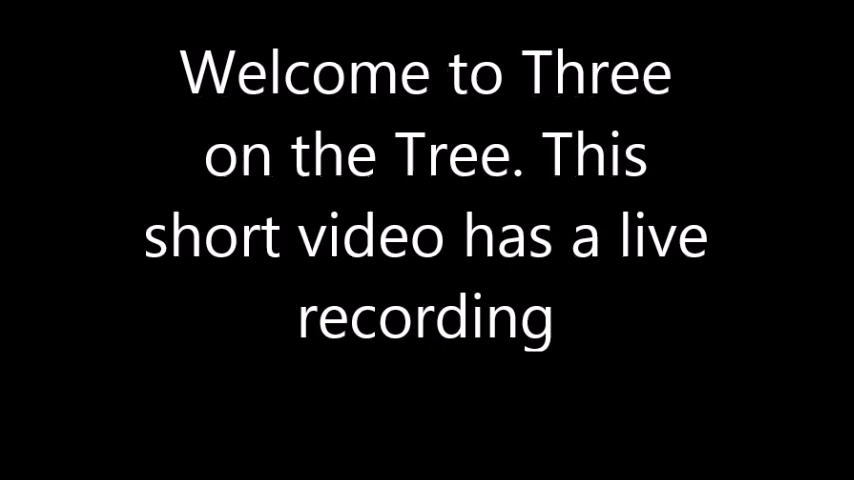 Welcome to Three
on the Tree. This
short video has a live
recording